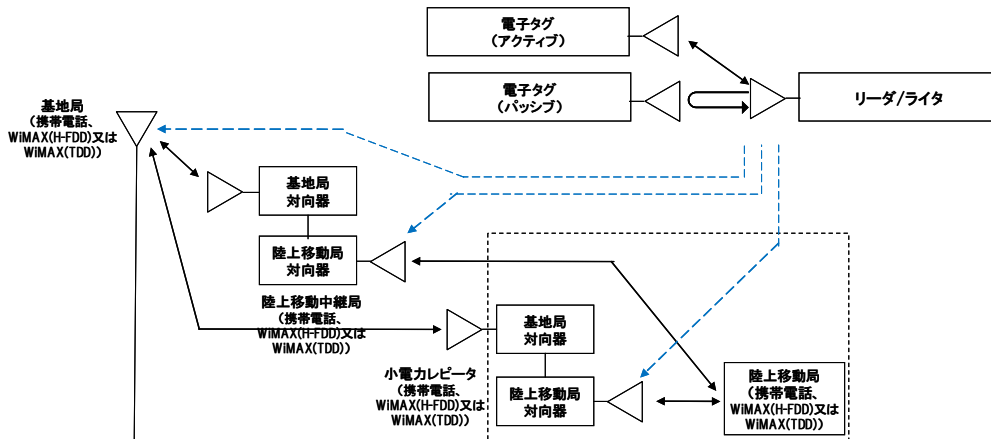 電子タグ
(アクティブ)
電子タグ
(パッシブ)
リーダ/ライタ
基地局
(携帯電話、
WiMAX(H-FDD)又は
WiMAX(TDD))
基地局
対向器
陸上移動局
対向器
陸上移動中継局
(携帯電話、
WiMAX(H-FDD)又は
WiMAX(TDD))
基地局
対向器
小電力レピータ
(携帯電話、
WiMAX(H-FDD)又は
WiMAX(TDD))
陸上移動局
対向器
陸上移動局
(携帯電話、
WiMAX(H-FDD)又は
WiMAX(TDD))